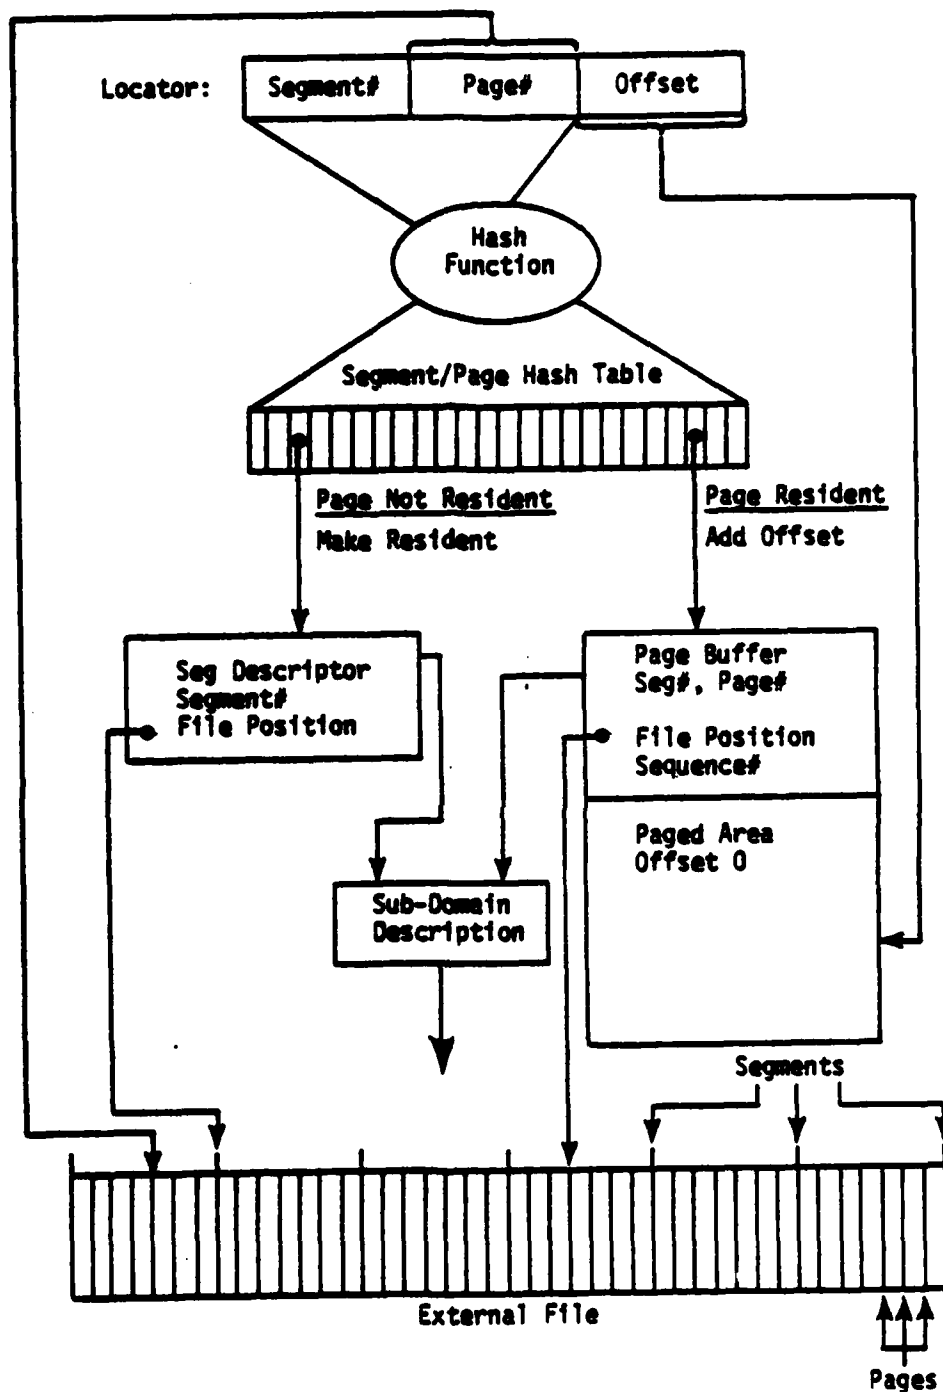 Locator: Segment# Page# Offset
Hash
Function
Segment/Page Hash Table
Page Not Resident
Make Resident
Page Resident
Add Offset
Seg Descriptor
Segment#
File Position
Page Buffer
Seg#, Page#
File Position
Sequence#
Paged Area
Offset 0
Sub-Domain
Description
Segments
External File
Pages